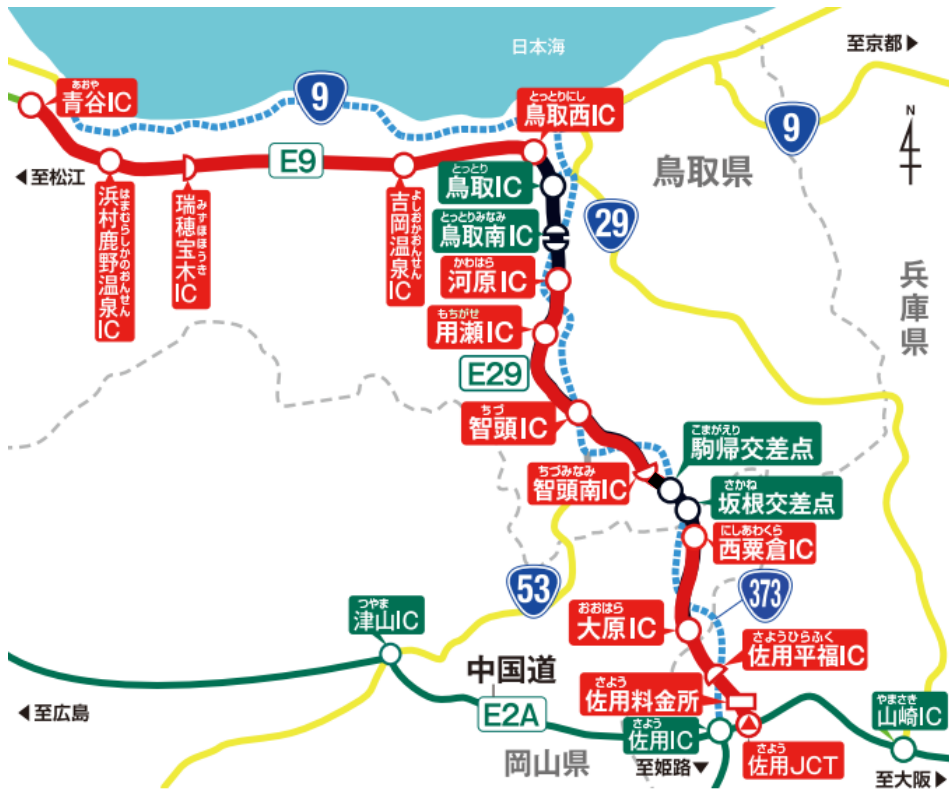 日本海
至京都▶
9
9
N
あおや
青谷IC
◀至松江
はまむらしかのおんせん
浜村鹿野温泉IC
みずほほうき
瑞穂宝木IC
E9
よしおかおんせん
吉岡温泉IC
とっとりにし
鳥取西IC
とっとり
鳥取IC
とっとりみなみ
鳥取南IC
かわはら
河原IC
もちがせ
用瀬IC
29
鳥取県
兵庫県
E29
ちづ
智頭IC
ちづみなみ
智頭南IC
こまがえり
駒帰交差点
さかね
坂根交差点
にしあわくら
西粟倉IC
53
373
おおはら
大原IC
さようひらふく
佐用平福IC
つやま
津山IC
中国道
E2A
さよう
佐用料金所
さよう
佐用IC
さよう
佐用JCT
やまさき
山崎IC
◀至広島
岡山県
至姫路▼
至大阪▶